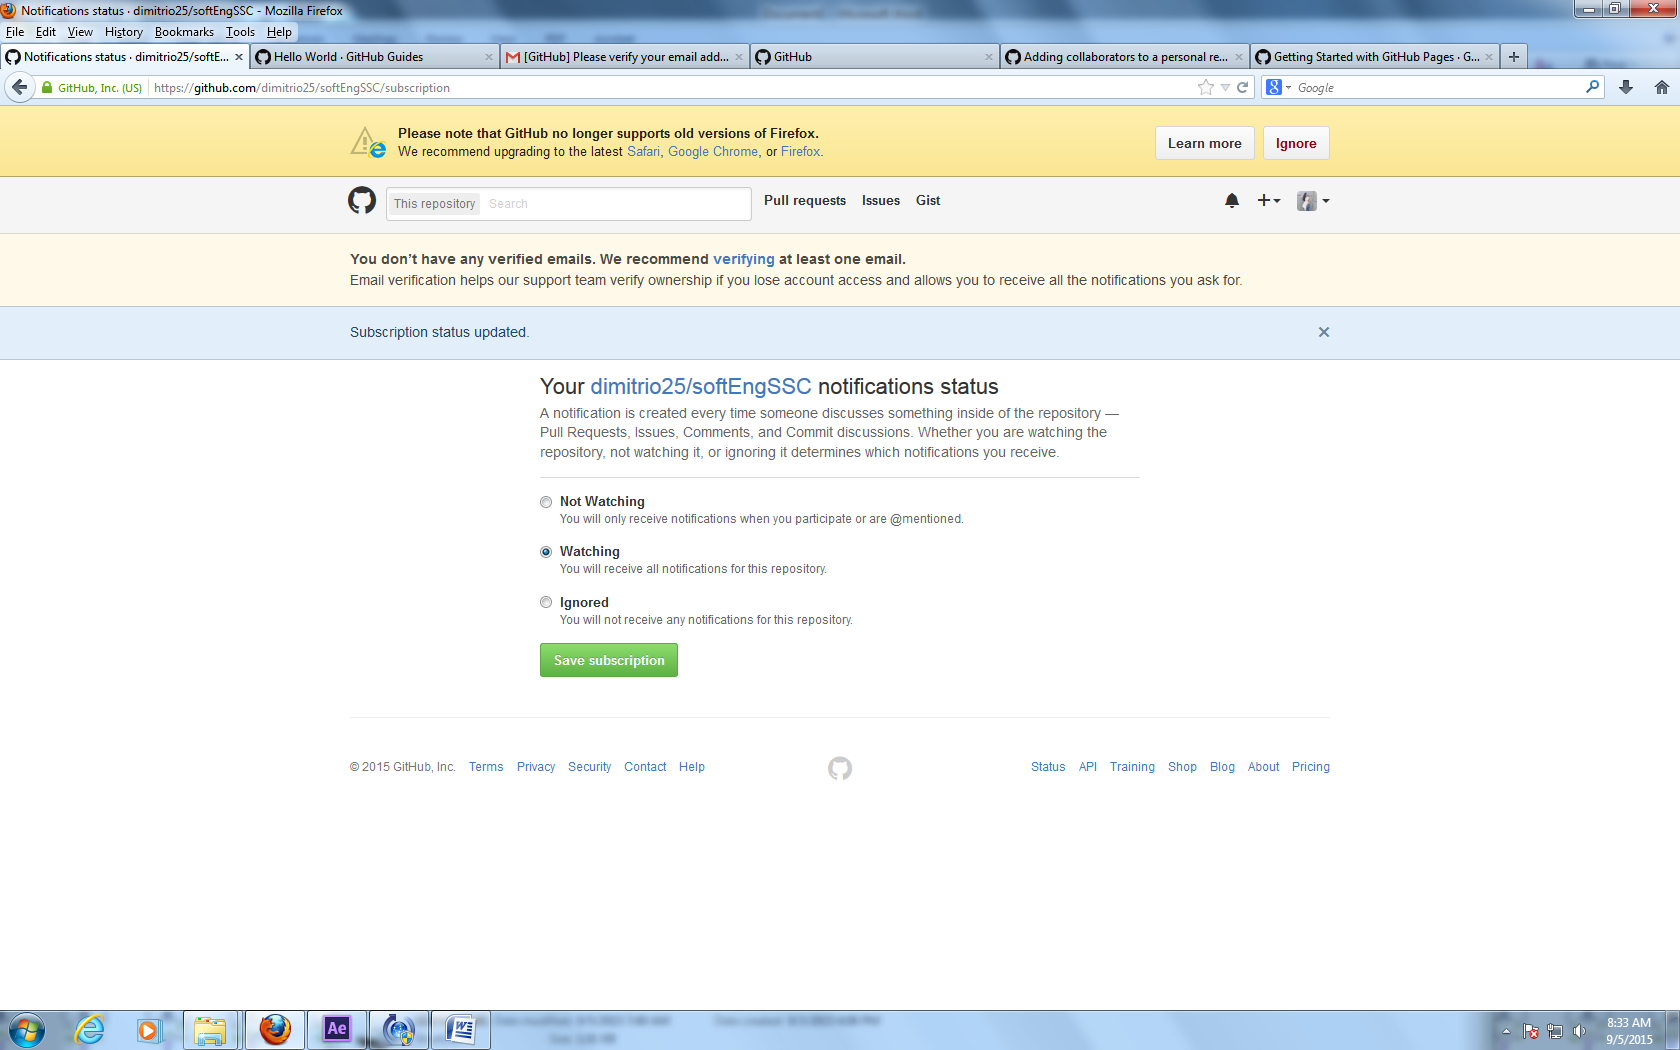 Notifications status · dimitrio25/softEngSSC - Mozilla Firefox
File Edit View History Bookmarks Tools Help
Notifications status · dimitrio25/softE... Hello World · GitHub Guides [GitHub] Please verify your email add... GitHub Adding collaborators to a personal re... Getting Started with GitHub Pages · G...
GitHub, Inc. (US) https://github.com/dimitrio25/softEngSSC/subscription Google
Please note that GitHub no longer supports old versions of Firefox.
We recommend upgrading to the latest Safari, Google Chrome, or Firefox.
Learn more Ignore
This repository Search Pull requests Issues Gist
You don’t have any verified emails. We recommend verifying at least one email.
Email verification helps our support team verify ownership if you lose account access and allows you to receive all the notifications you ask for.
Subscription status updated.
Your dimitrio25/softEngSSC notifications status
A notification is created every time someone discusses something inside of the repository —
Pull Requests, Issues, Comments, and Commit discussions. Whether you are watching the
repository, not watching it, or ignoring it determines which notifications you receive.
Not Watching
You will only receive notifications when you participate or are @mentioned.
Watching
You will receive all notifications for this repository.
Ignored
You will not receive any notifications for this repository.
Save subscription
© 2015 GitHub, Inc. Terms Privacy Security Contact Help Status API Training Shop Blog About Pricing
Ae
8:33 AM
9/5/2015